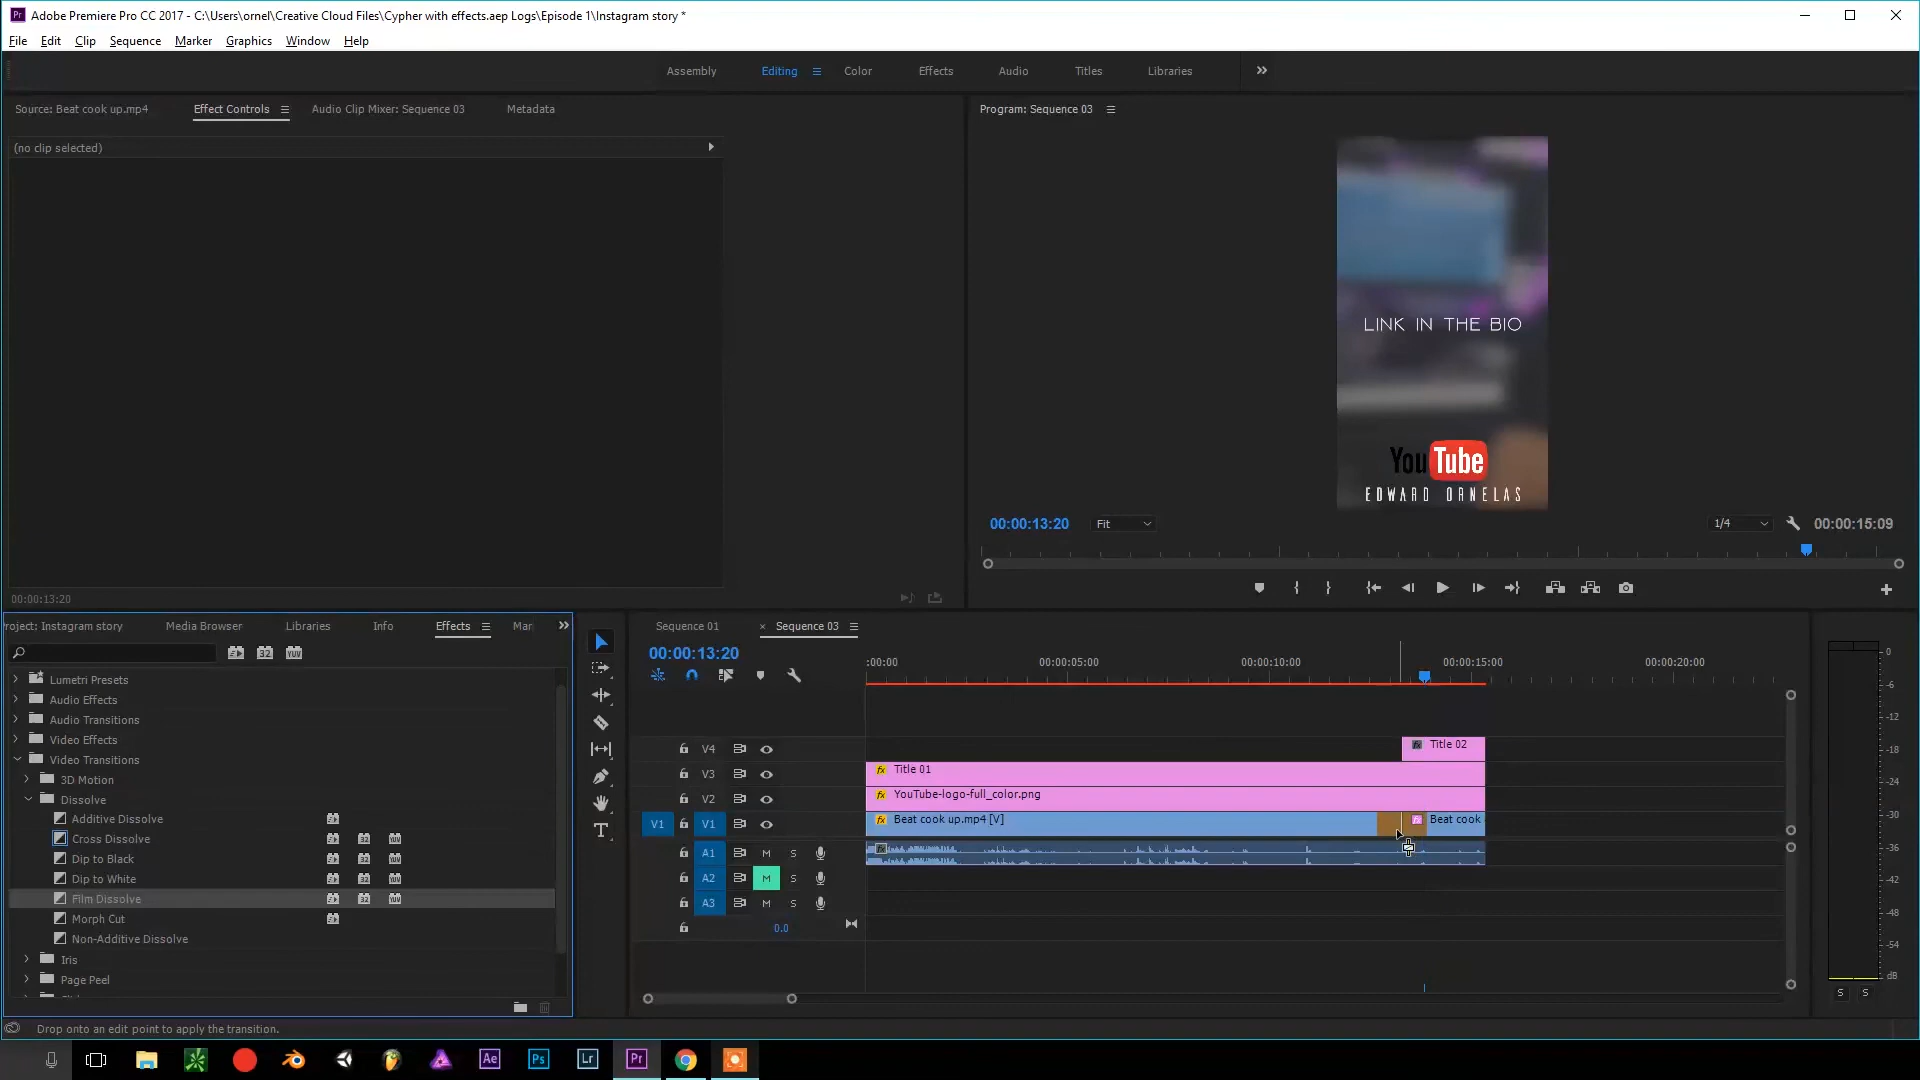 Adobe Premiere Pro CC 2017 - C:\Users\ornel\Creative Cloud Files\Cypher with effects.aep Logs\Episode 1\Instagram story *
File Edit Clip Sequence Marker Graphics Window Help
Assembly Editing Color Effects Audio Titles Libraries
Source: Beat cook up.mp4 Effect Controls Audio Clip Mixer: Sequence 03 Metadata
Program: Sequence 03
(no clip selected)
LINK IN THE BIO
YouTube
EDWARD ORNELAS
00:00:13:20 Fit 1/4 00:00:15:09
00:00:13:20
roject: Instagram story Media Browser Libraries Info Effects Mar
Sequence 01 × Sequence 03
00:00:13:20
:00:00 00:00:05:00 00:00:10:00 00:00:15:00 00:00:20:00
Lumetri Presets
Audio Effects
Audio Transitions
Video Effects
Video Transitions
3D Motion
Dissolve
Additive Dissolve
Cross Dissolve
Dip to Black
Dip to White
Film Dissolve
Morph Cut
Non-Additive Dissolve
Iris
Page Peel
V4 Title 02
V3 Title 01
V2 YouTube-logo-full_color.png
V1 V1 Beat cook up.mp4 [V] Beat cook
A1 M S
A2 M S
A3 M S
0.0
0
-6
-12
-18
-24
-30
-36
-42
-48
-54
dB
S S
Drop onto an edit point to apply the transition.
Ae Ps Lr Pr